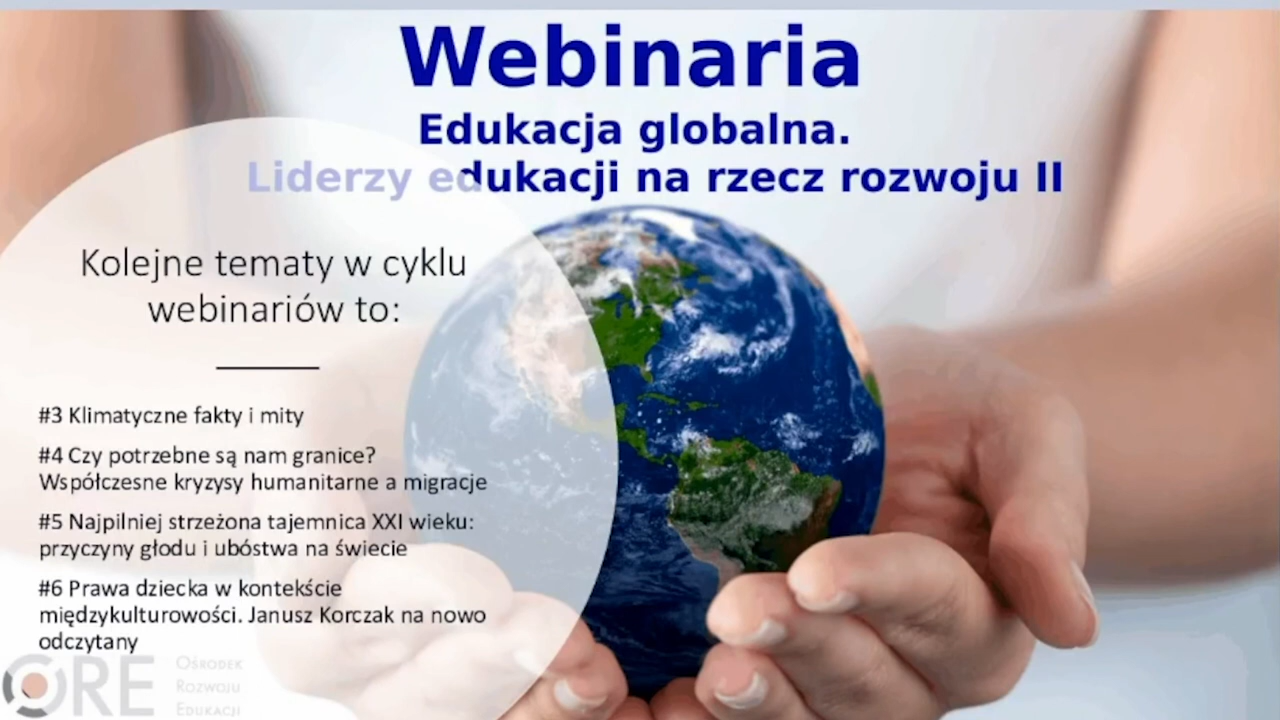 Webinaria
Edukacja globalna.
Liderzy edukacji na rzecz rozwoju II
Kolejne tematy w cyklu
webinariów to:
#3 Klimatyczne fakty i mity
#4 Czy potrzebne są nam granice?
Współczesne kryzysy humanitarne a migracje
#5 Najpilniej strzeżona tajemnica XXI wieku:
przyczyny głodu i ubóstwa na świecie
#6 Prawa dziecka w kontekście
międzykulturowości. Janusz Korczak na nowo
odczytany
ORE
Ośrodek
Rozwoju
Edukacji